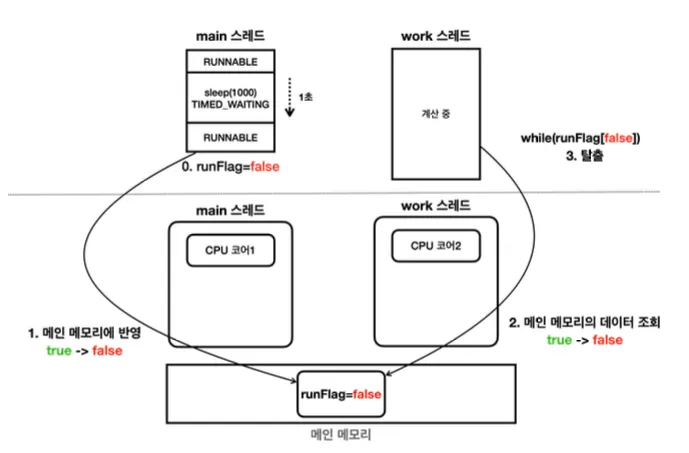 main 스레드
work 스레드
RUNNABLE
sleep(1000)
TIMED_WAITING
1초
계산 중
RUNNABLE
while(runFlag[false])
3. 탈출
0. runFlag=false
main 스레드
work 스레드
CPU 코어1
CPU 코어2
1. 메인 메모리에 반영
true -> false
2. 메인 메모리의 데이터 조회
true -> false
runFlag=false
메인 메모리